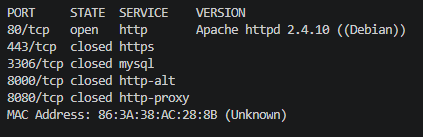 PORT     STATE  SERVICE    VERSION
80/tcp   open   http       Apache httpd 2.4.10 ((Debian))
443/tcp  closed https
3306/tcp closed mysql
8000/tcp closed http-alt
8080/tcp closed http-proxy
MAC Address: 86:3A:38:AC:28:8B (Unknown)